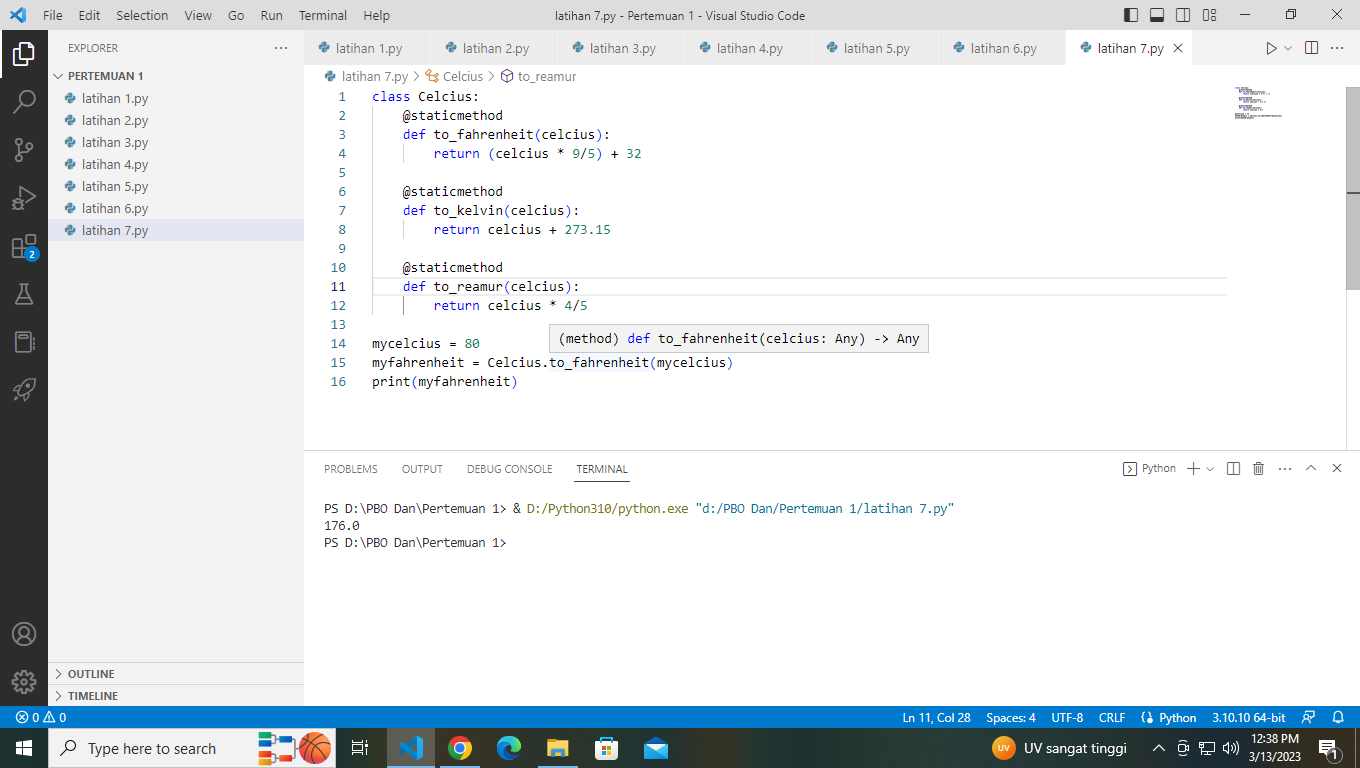 File Edit Selection View Go Run Terminal Help
latihan 7.py - Pertemuan 1 - Visual Studio Code
EXPLORER
PERTEMUAN 1
latihan 1.py
latihan 2.py
latihan 3.py
latihan 4.py
latihan 5.py
latihan 6.py
latihan 7.py
OUTLINE
TIMELINE
2
latihan 1.py latihan 2.py latihan 3.py latihan 4.py latihan 5.py latihan 6.py latihan 7.py
latihan 7.py > Celcius > to_reamur
1 class Celcius:
2 @staticmethod
3 def to_fahrenheit(celcius):
4 return (celcius * 9/5) + 32
5
6 @staticmethod
7 def to_kelvin(celcius):
8 return celcius + 273.15
9
10 @staticmethod
11 def to_reamur(celcius):
12 return celcius * 4/5
13
(method) def to_fahrenheit(celcius: Any) -> Any
14 mycelcius = 80
15 myfahrenheit = Celcius.to_fahrenheit(mycelcius)
16 print(myfahrenheit)
PROBLEMS OUTPUT DEBUG CONSOLE TERMINAL
Python
PS D:\PBO Dan\Pertemuan 1> & D:/Python310/python.exe "d:/PBO Dan/Pertemuan 1/latihan 7.py"
176.0
PS D:\PBO Dan\Pertemuan 1>
0 0
Ln 11, Col 28 Spaces: 4 UTF-8 CRLF Python 3.10.10 64-bit
Type here to search
UV UV sangat tinggi
12:38 PM
3/13/2023
1